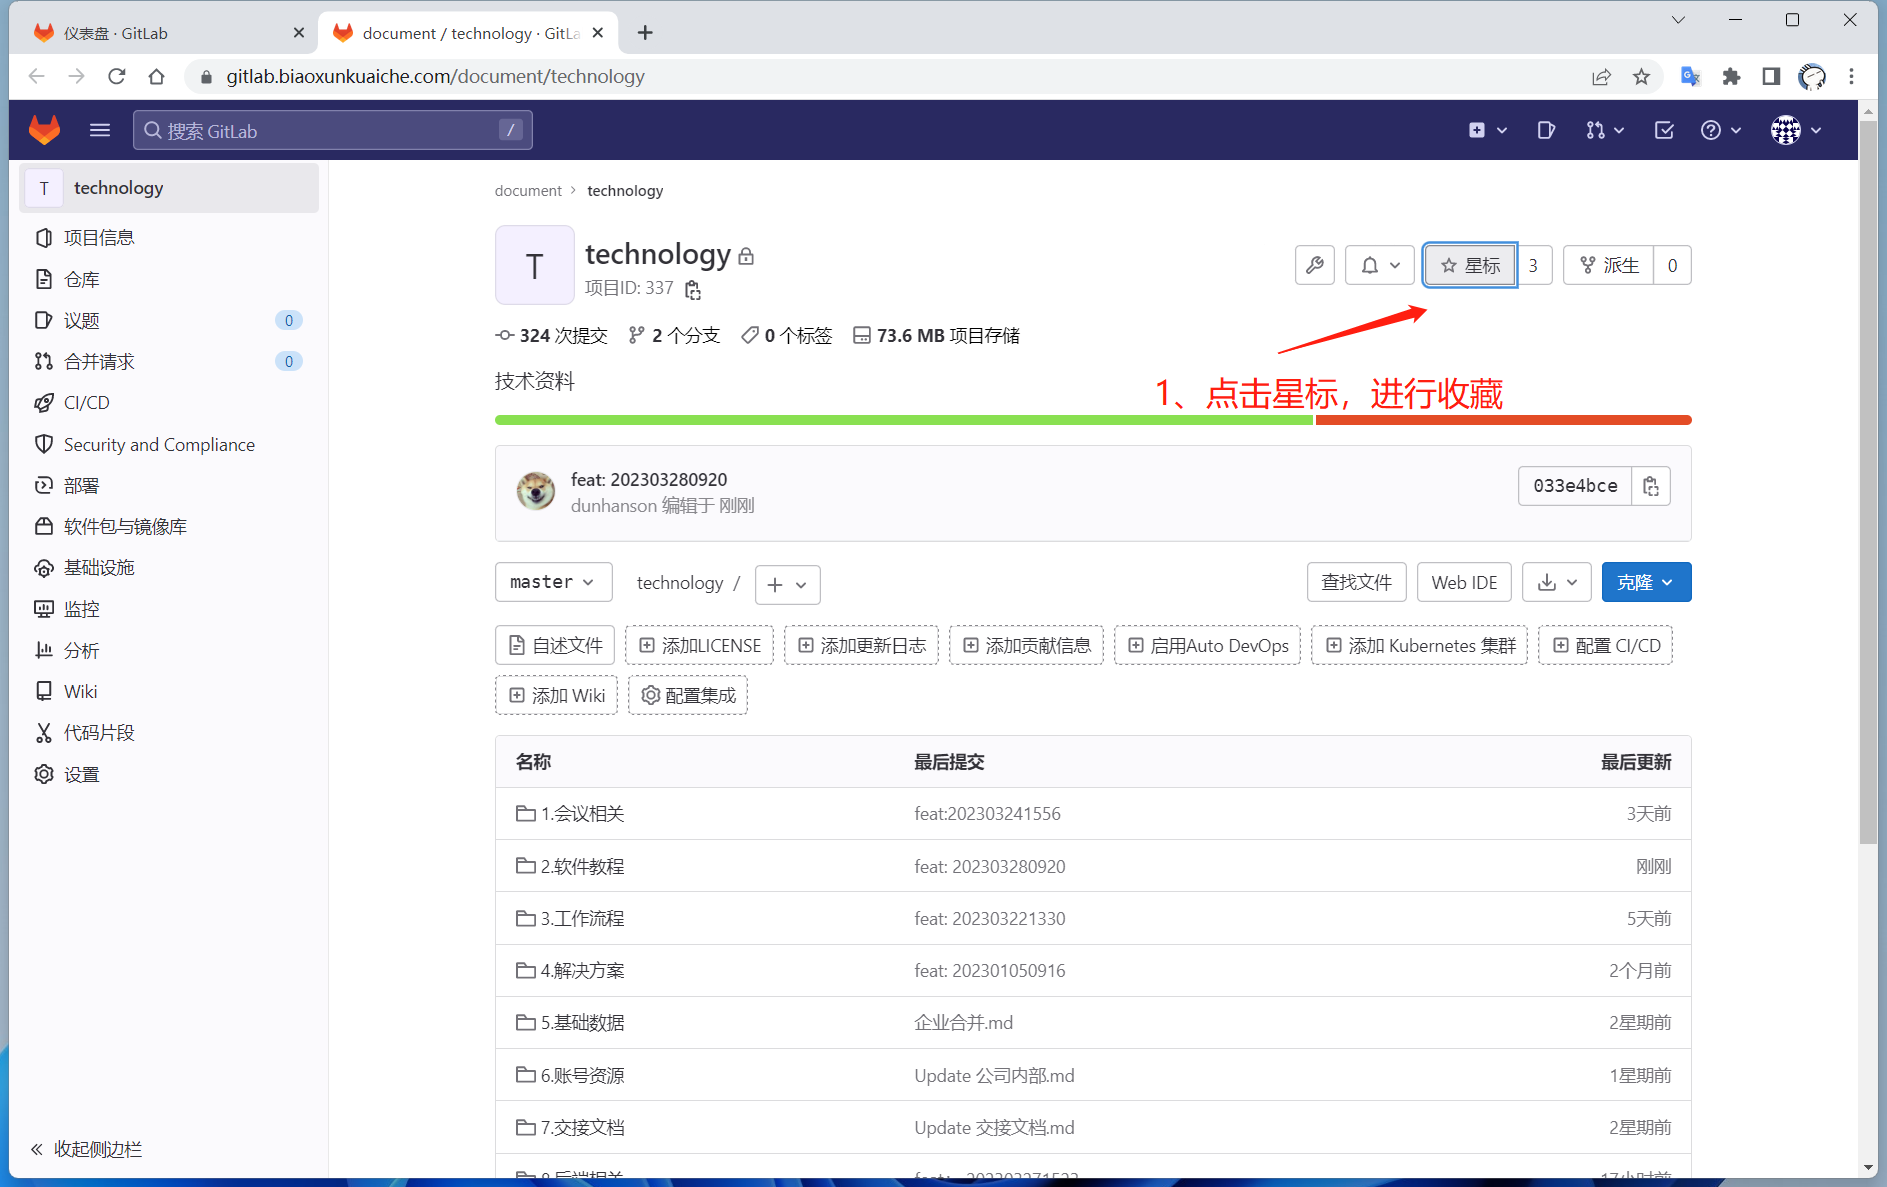 仪表盘 · GitLab
document / technology · GitLa
gitlab.biaoxunkuaiche.com/document/technology
搜索 GitLab
/
T technology
项目信息
仓库
议题 0
合并请求 0
CI/CD
Security and Compliance
部署
软件包与镜像库
基础设施
监控
分析
Wiki
代码片段
设置
收起侧边栏
document › technology
T
technology
项目ID: 337
星标 3
派生 0
324 次提交 2 个分支 0 个标签 73.6 MB 项目存储
技术资料
1、点击星标，进行收藏
feat: 202303280920
dunhanson 编辑于 刚刚
033e4bce
master technology / +
查找文件 Web IDE 克隆
自述文件 添加LICENSE 添加更新日志 添加贡献信息 启用Auto DevOps 添加 Kubernetes 集群 配置 CI/CD
添加 Wiki 配置集成
名称 最后提交 最后更新
1.会议相关 feat:202303241556 3天前
2.软件教程 feat: 202303280920 刚刚
3.工作流程 feat: 202303221330 5天前
4.解决方案 feat: 202301050916 2个月前
5.基础数据 企业合并.md 2星期前
6.账号资源 Update 公司内部.md 1星期前
7.交接文档 Update 交接文档.md 2星期前
8.后端相关 17小时前